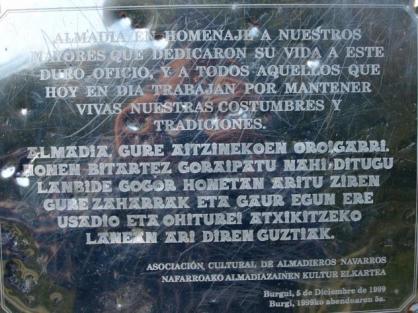 ALMADIA EN HOMENAJE A NUESTROS
MAYORES QUE DEDICARON SU VIDA A ESTE
DURO OFICIO, Y A TODOS AQUELLOS QUE
HOY EN DIA TRABAJAN POR MANTENER
VIVAS NUESTRAS COSTUMBRES Y
TRADICIONES.
ALMADIA, GURE AITZINEKOEN OROIGARRI.
HONEN BITARTEZ GORAIPATU NAHI DITUGU
LANBIDE GOGOR HONETAN ARITU ZIREN
GURE ZAHARRAK ETA GAUR EGUN ERE
USADIO ETA OHITUREI ATXIKITZEKO
LANEAN ARI DIREN GUZTIAK.
ASOCIACIÓN CULTURAL DE ALMADIEROS NAVARROS
NAFARROAKO ALMADIAZAINEN KULTUR ELKARTEA
Burgui, 5 de Diciembre de 1999
Burgi, 1999ko abenduaren 5a.